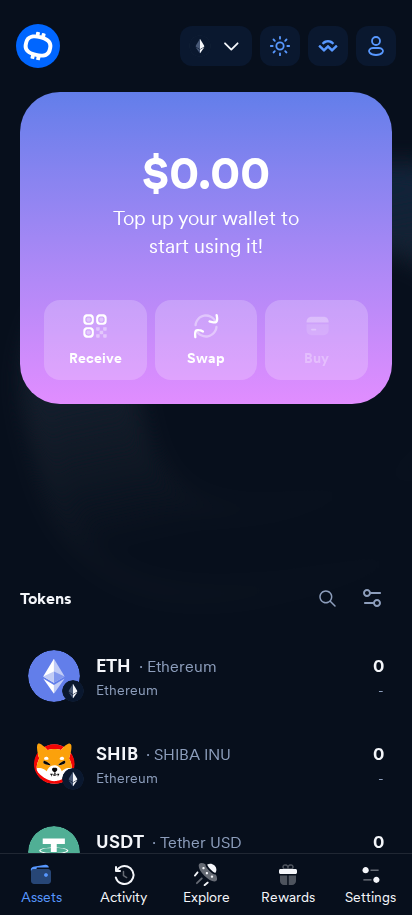 $0.00
Top up your wallet to
start using it!
Receive
Swap
Buy
Tokens
ETH · Ethereum
0
Ethereum
-
SHIB · SHIBA INU
0
Ethereum
-
USDT · Tether USD
0
Assets
Activity
Explore
Rewards
Settings